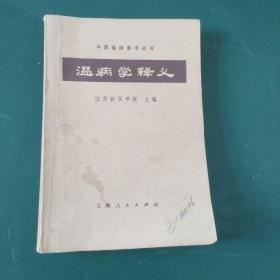 中医临床参考丛书
温病学释义
江苏新医学院 主编
上海人民出版社